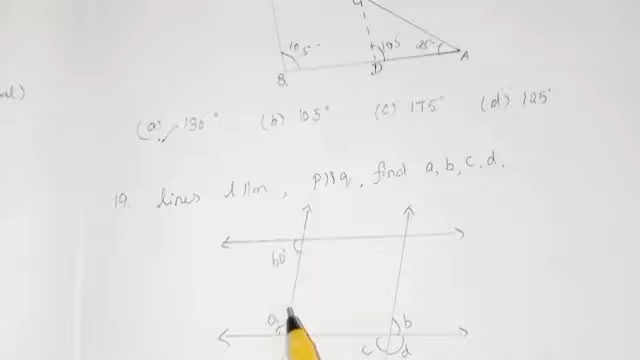 105°
D
105
25°
A
B
(a) 130° (b) 105° (c) 175° (d) 125°
19. lines l||m, p||q, find a, b, c, d.
60°
a
b
c
d